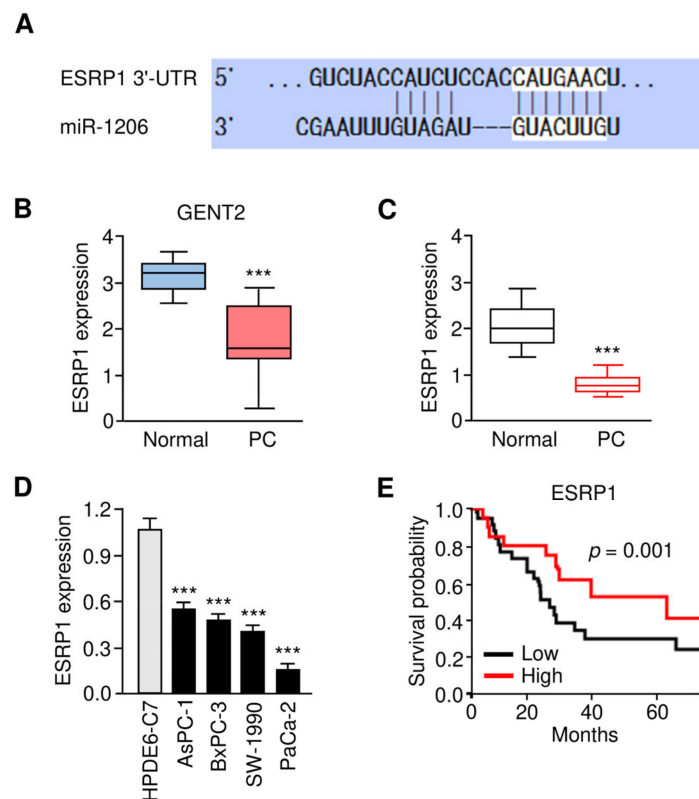 A
ESRP1 3'-UTR 5' ...GUCUACCAUCUCCACCAUGAACU...
miR-1206 3' CGAAUUUGUAGAU---GUACUUGU
B
GENT2
ESRP1 expression
4
3
2
1
0
***
Normal PC
C
ESRP1 expression
4
3
2
1
0
***
Normal PC
D
ESRP1 expression
1.2
0.9
0.6
0.3
0.0
*** *** *** ***
HPDE6-C7
AsPC-1
BxPC-3
SW-1990
PaCa-2
E
ESRP1
Survival probability
1.0
0.8
0.6
0.4
0.2
0.0
p = 0.001
Low
High
0 20 40 60
Months